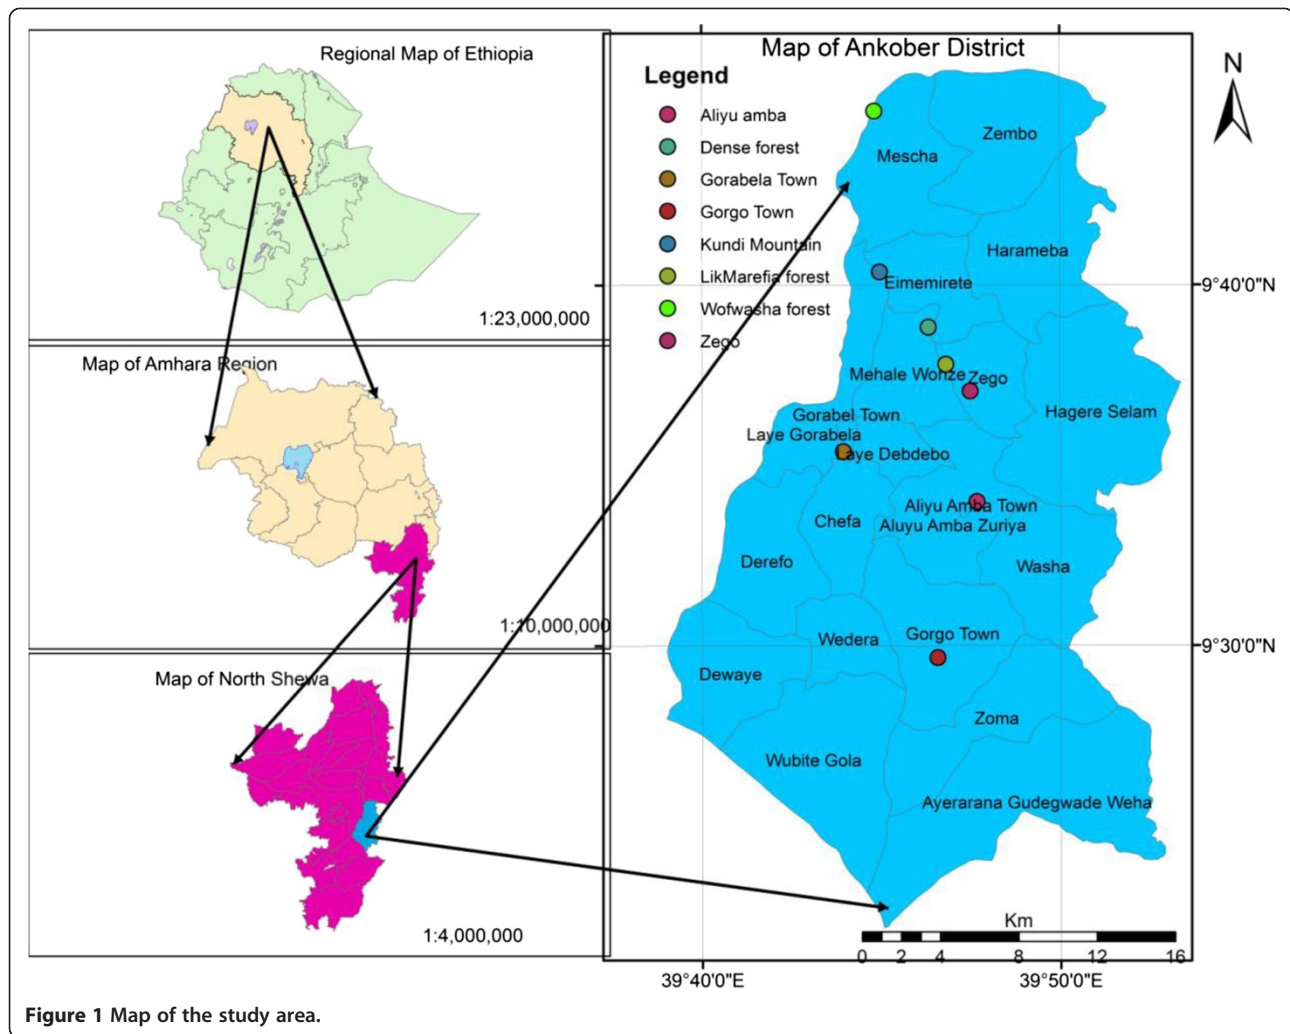 Regional Map of Ethiopia
1:23,000,000
Map of Amhara Region
1:10,000,000
Map of North Shewa
1:4,000,000
Map of Ankober District
Legend
Aliyu amba
Dense forest
Gorabela Town
Gorgo Town
Kundi Mountain
LikMarefia forest
Wofwasha forest
Zego
N
Zembo
Mescha
Harameba
Eimemirete
9°40'0"N
Mehale Wonze
Zego
Hagere Selam
Gorabel Town
Laye Gorabela
Laye Debdebo
Aliyu Amba Town
Chefa
Aluyu Amba Zuriya
Derefo
Washa
Wedera
Gorgo Town
9°30'0"N
Dewaye
Zoma
Wubite Gola
Ayerarana Gudegwade Weha
Km
0 2 4 8 12 16
39°40'0"E
39°50'0"E
Figure 1 Map of the study area.